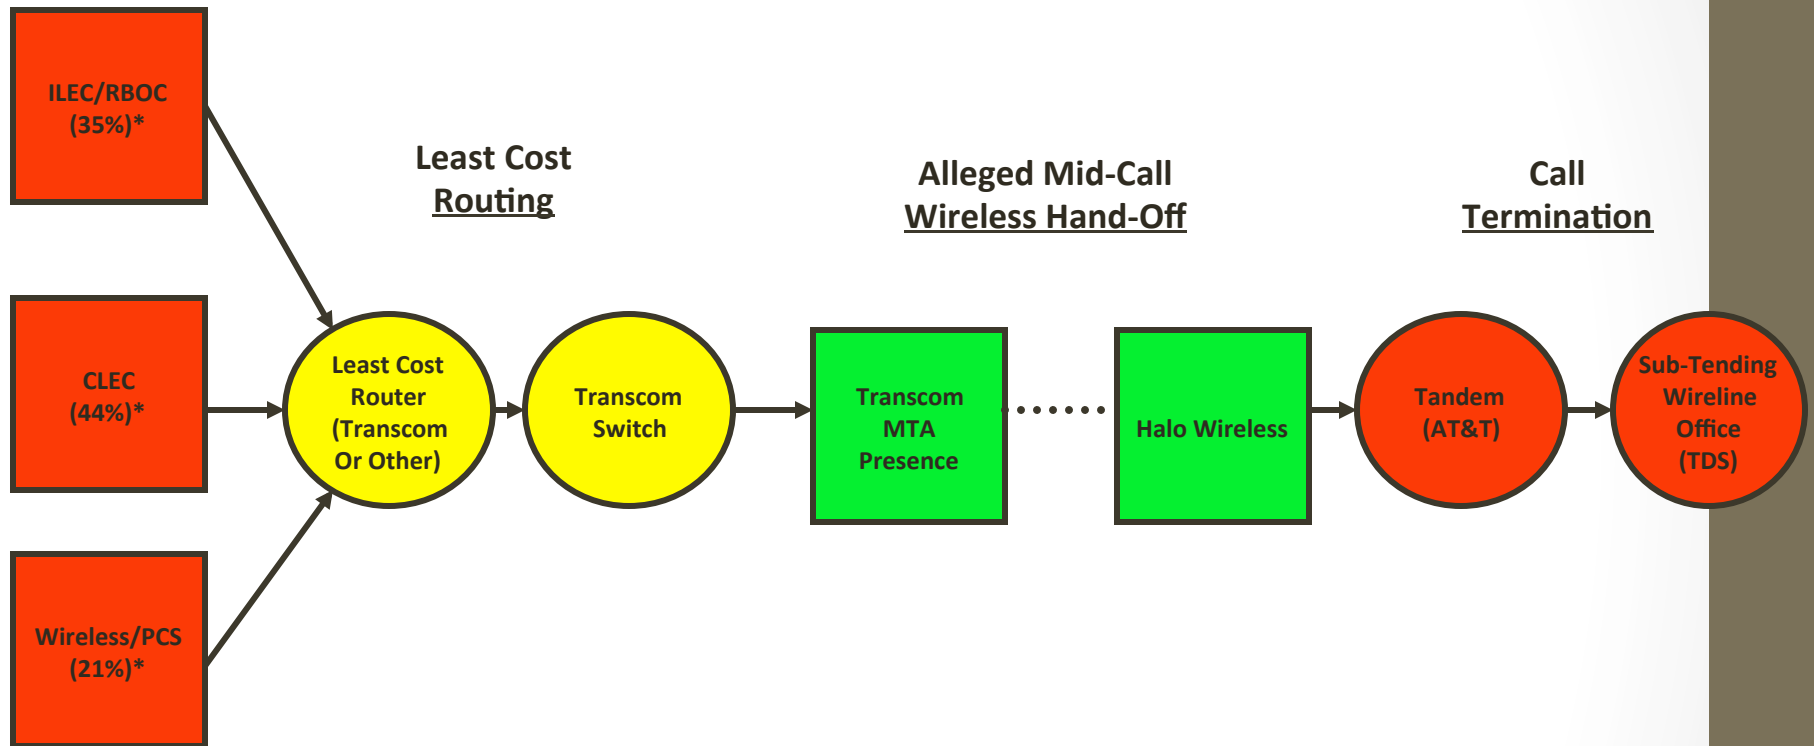 ILEC/RBOC
(35%)*
CLEC
(44%)*
Wireless/PCS
(21%)*
Least Cost
Routing
Least Cost
Router
(Transcom
Or Other)
Transcom
Switch
Alleged Mid-Call
Wireless Hand-Off
Transcom
MTA
Presence
Halo Wireless
Call
Termination
Tandem
(AT&T)
Sub-Tending
Wireline
Office
(TDS)